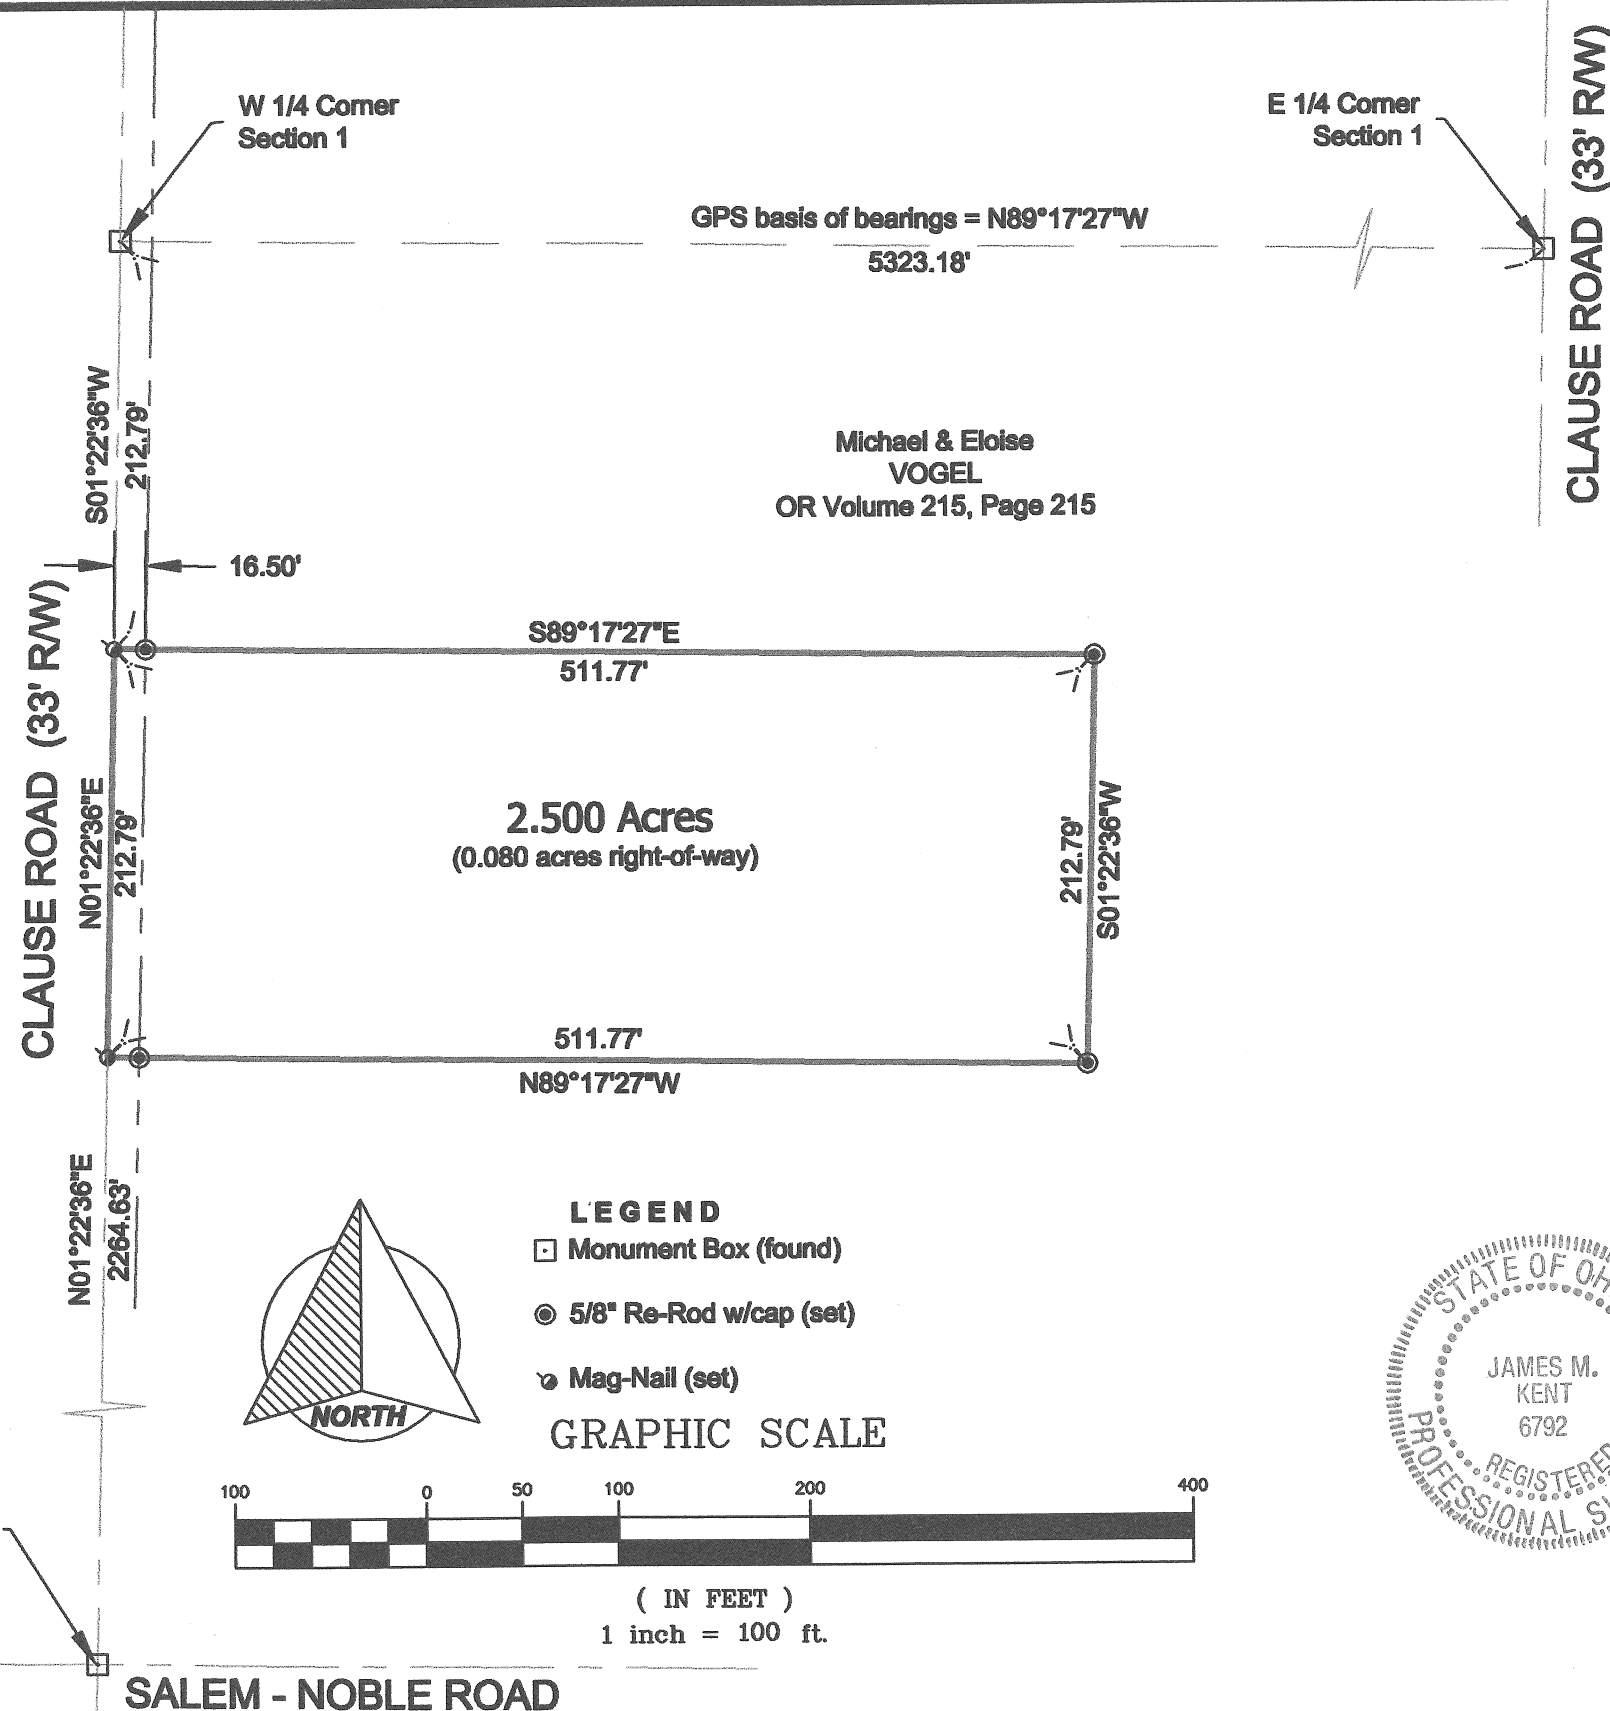 W 1/4 Corner
Section 1
E 1/4 Corner
Section 1
CLAUSE ROAD (33' R/W)
GPS basis of bearings = N89°17'27"W
5323.18'
S01°22'36"W
212.79'
Michael & Eloise
VOGEL
OR Volume 215, Page 215
16.50'
CLAUSE ROAD (33' R/W)
S89°17'27"E
511.77'
N01°22'36"E
212.79'
2.500 Acres
(0.080 acres right-of-way)
212.79'
S01°22'36"W
511.77'
N89°17'27"W
N01°22'36"E
2264.63'
LEGEND
Monument Box (found)
5/8" Re-Rod w/cap (set)
Mag-Nail (set)
NORTH
GRAPHIC SCALE
100 0 50 100 200 400
( IN FEET )
1 inch = 100 ft.
STATE OF OH
JAMES M.
KENT
6792
REGISTERED
PROFESSIONAL SU
SALEM - NOBLE ROAD